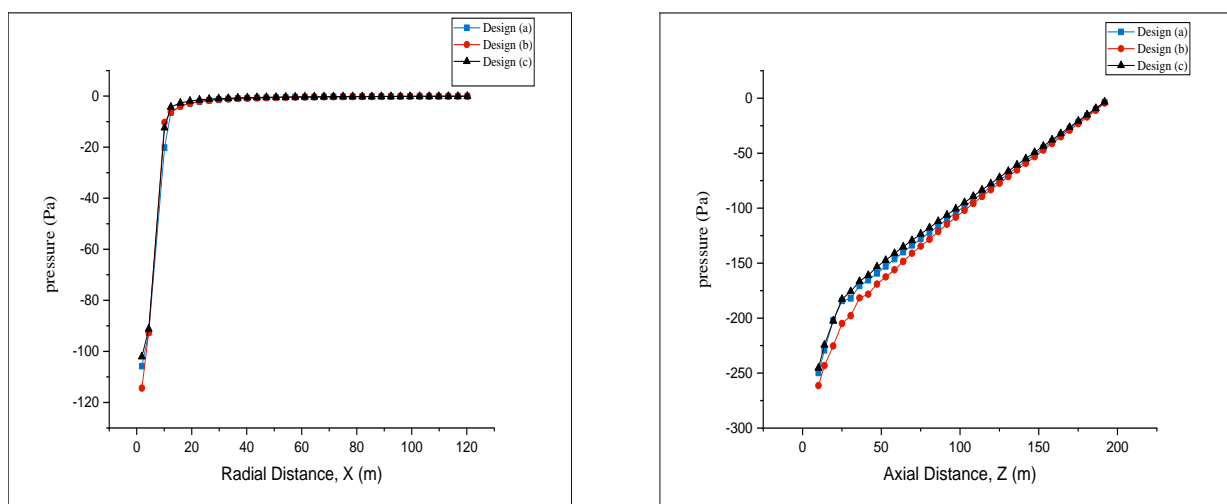 Design (a)
Design (b)
Design (c)
0
-20
-40
-60
-80
-100
-120
pressure (Pa)
0 20 40 60 80 100 120
Radial Distance, X (m)
Design (a)
Design (b)
Design (c)
0
-50
-100
-150
-200
-250
-300
pressure (Pa)
0 50 100 150 200
Axial Distance, Z (m)